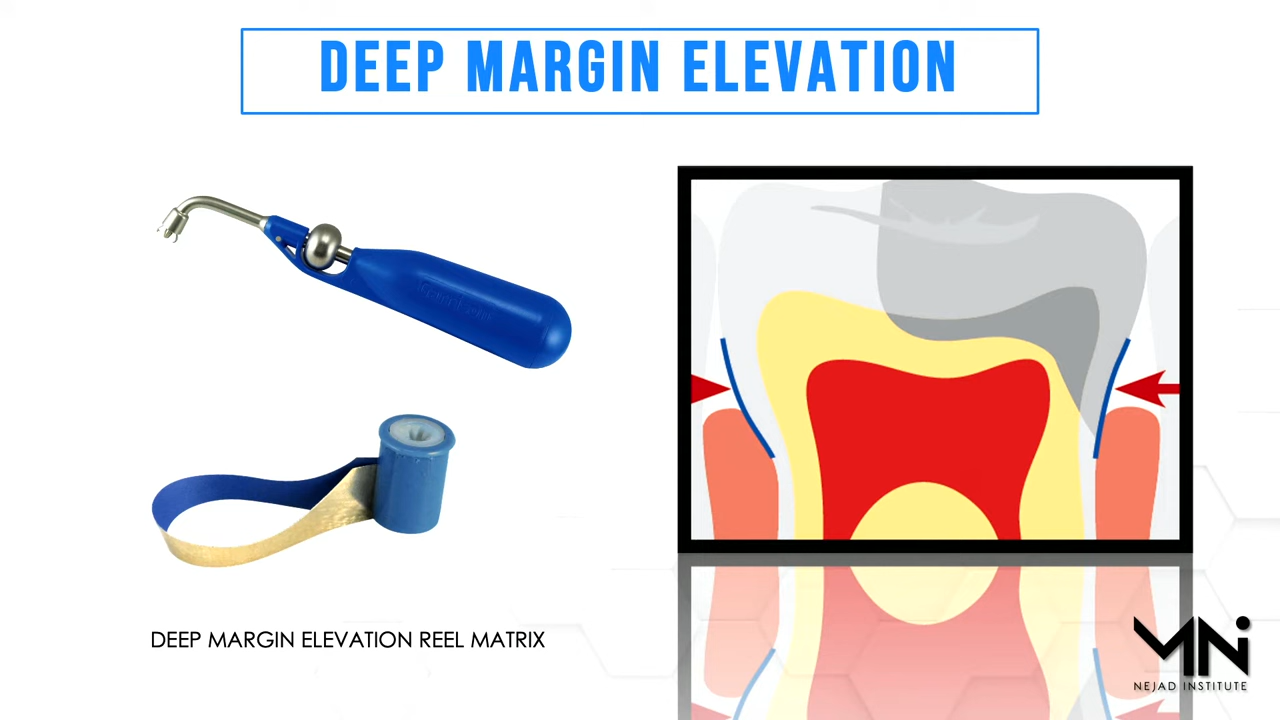 DEEP MARGIN ELEVATION
DEEP MARGIN ELEVATION REEL MATRIX
NEJAD INSTITUTE